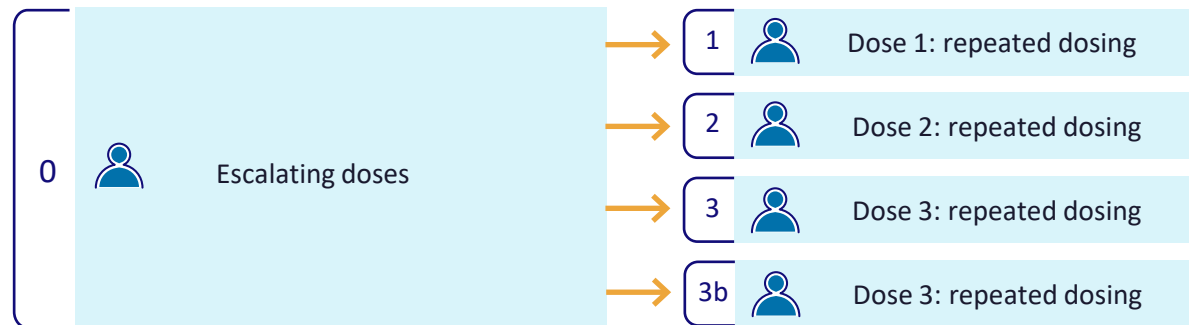 0
Escalating doses
1
Dose 1: repeated dosing
2
Dose 2: repeated dosing
3
Dose 3: repeated dosing
3b
Dose 3: repeated dosing